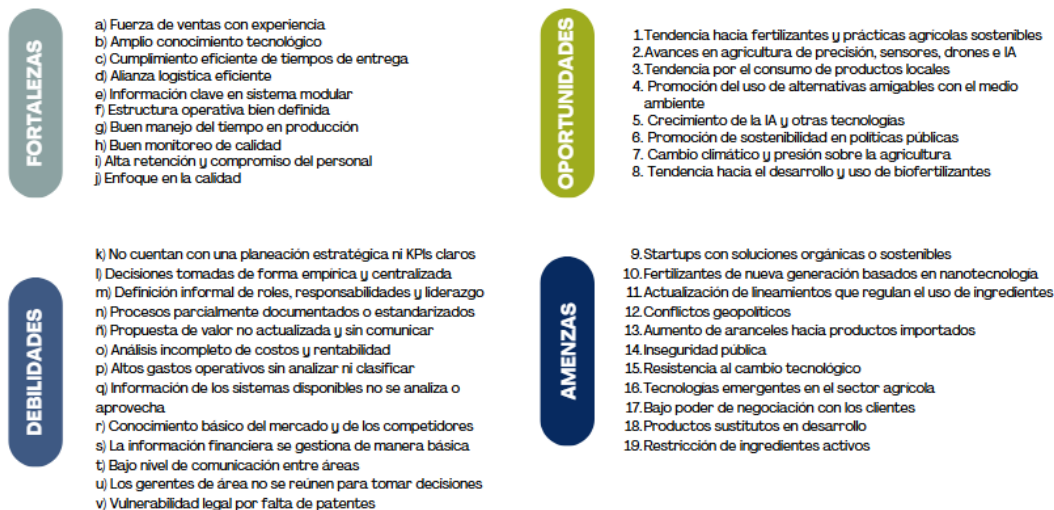 FORTALEZAS
a) Fuerza de ventas con experiencia
b) Amplio conocimiento tecnológico
c) Cumplimiento eficiente de tiempos de entrega
d) Alianza logística eficiente
e) Información clave en sistema modular
f) Estructura operativa bien definida
g) Buen manejo del tiempo en producción
h) Buen monitoreo de calidad
i) Alta retención y compromiso del personal
j) Enfoque en la calidad
OPORTUNIDADES
1. Tendencia hacia fertilizantes y prácticas agrícolas sostenibles
2. Avances en agricultura de precisión, sensores, drones e IA
3. Tendencia por el consumo de productos locales
4. Promoción del uso de alternativas amigables con el medio
ambiente
5. Crecimiento de la IA y otras tecnologías
6. Promoción de sostenibilidad en políticas públicas
7. Cambio climático y presión sobre la agricultura
8. Tendencia hacia el desarrollo y uso de biofertilizantes
DEBILIDADES
k) No cuentan con una planeación estratégica ni KPIs claros
l) Decisiones tomadas de forma empírica y centralizada
m) Definición informal de roles, responsabilidades y liderazgo
n) Procesos parcialmente documentados o estandarizados
ñ) Propuesta de valor no actualizada y sin comunicar
o) Análisis incompleto de costos y rentabilidad
p) Altos gastos operativos sin analizar ni clasificar
q) Información de los sistemas disponibles no se analiza o
aprovecha
r) Conocimiento básico del mercado y de los competidores
s) La información financiera se gestiona de manera básica
t) Bajo nivel de comunicación entre áreas
u) Los gerentes de área no se reúnen para tomar decisiones
v) Vulnerabilidad legal por falta de patentes
AMENZAS
9. Startups con soluciones orgánicas o sostenibles
10. Fertilizantes de nueva generación basados en nanotecnología
11. Actualización de lineamientos que regulan el uso de ingredientes
12. Conflictos geopolíticos
13. Aumento de aranceles hacia productos importados
14. Inseguridad pública
15. Resistencia al cambio tecnológico
16. Tecnologías emergentes en el sector agrícola
17. Bajo poder de negociación con los clientes
18. Productos sustitutos en desarrollo
19. Restricción de ingredientes activos